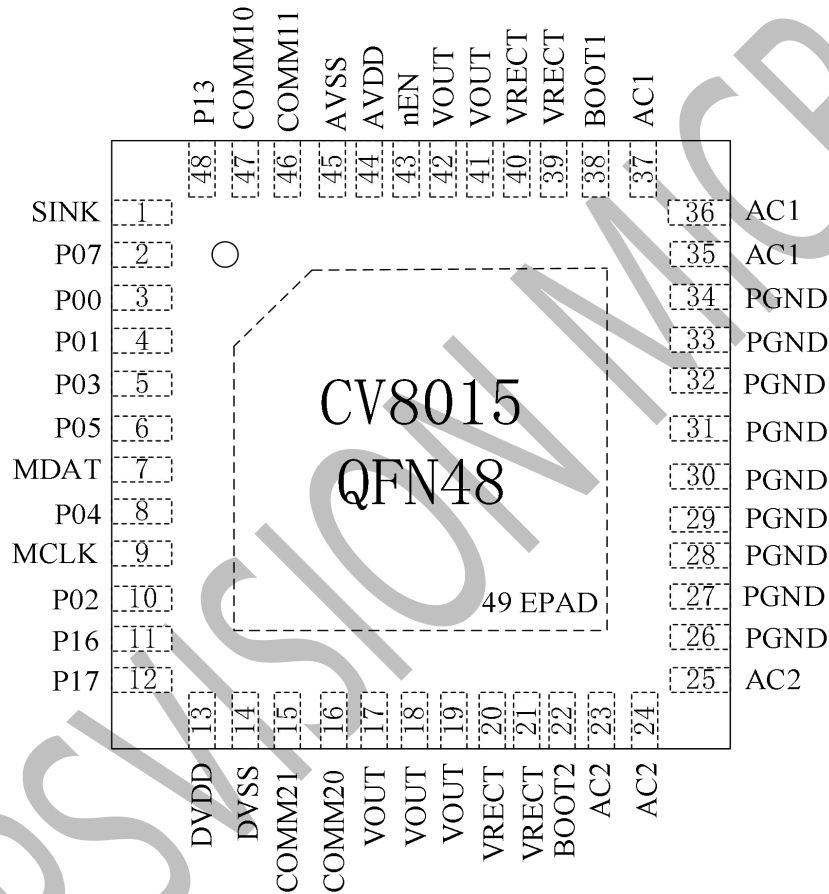 P13
COMM10
COMM11
AVSS
AVDD
nEN
VOUT
VOUT
VRECT
VRECT
BOOT1
AC1
48
47
46
45
44
43
42
41
40
39
38
37
SINK 1
P07 2
P00 3
P01 4
P03 5
P05 6
MDAT 7
P04 8
MCLK 9
P02 10
P16 11
P17 12
CV8015
QFN48
49 EPAD
36 AC1
35 AC1
34 PGND
33 PGND
32 PGND
31 PGND
30 PGND
29 PGND
28 PGND
27 PGND
26 PGND
25 AC2
13
14
15
16
17
18
19
20
21
22
23
24
DVDD
DVSS
COMM21
COMM20
VOUT
VOUT
VOUT
VRECT
VRECT
BOOT2
AC2
AC2